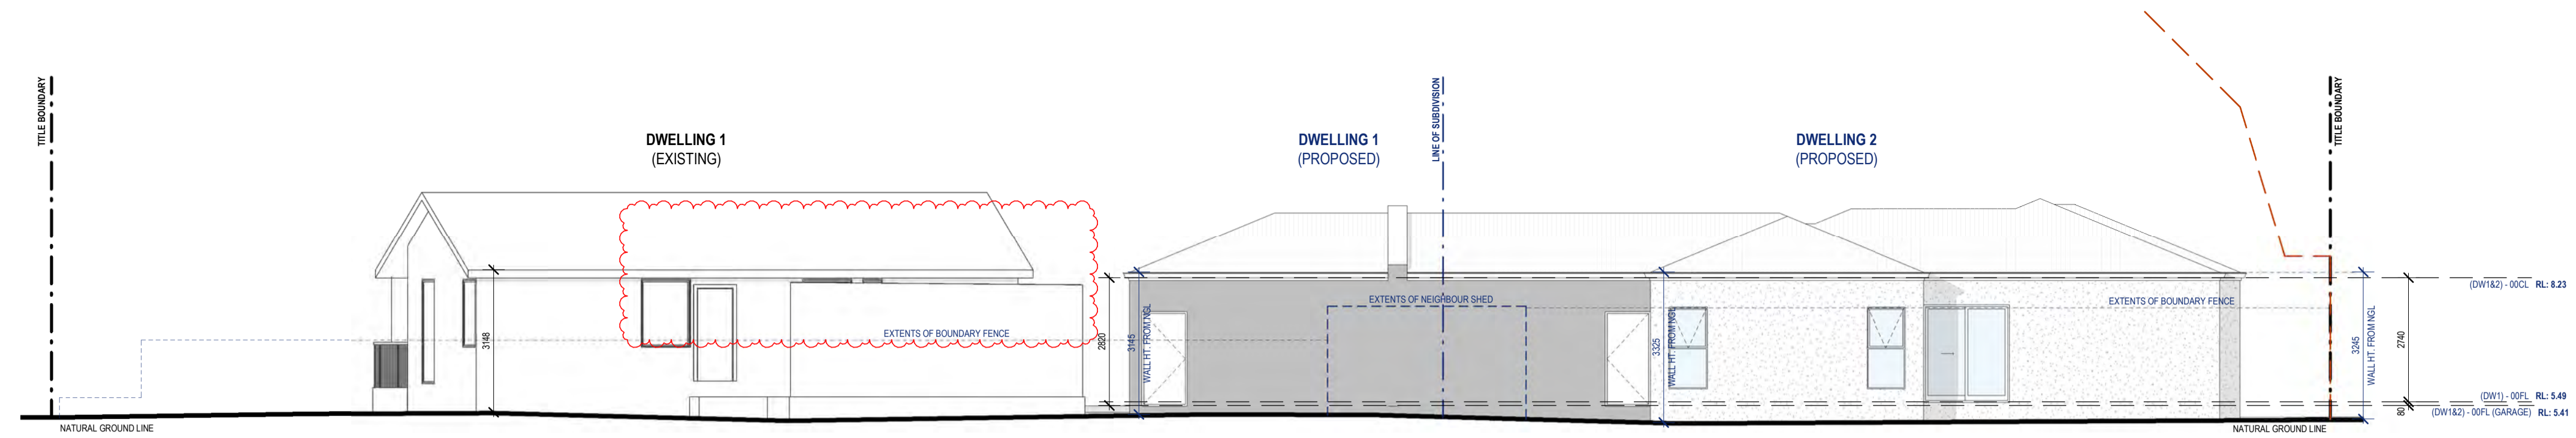 TITLE BOUNDARY
DWELLING 1
(EXISTING)
DWELLING 1
(PROPOSED)
LINE OF SUBDIVISION
DWELLING 2
(PROPOSED)
TITLE BOUNDARY
3148
EXTENTS OF BOUNDARY FENCE
2820
3145
WALL HT. FROM NGL
EXTENTS OF NEIGHBOUR SHED
3325
WALL HT. FROM NGL
EXTENTS OF BOUNDARY FENCE
3245
WALL HT. FROM NGL
2740
80
(DW1&2) - 00CL RL: 8.23
(DW1) - 00FL RL: 5.49
(DW1&2) - 00FL (GARAGE) RL: 5.41
NATURAL GROUND LINE
NATURAL GROUND LINE